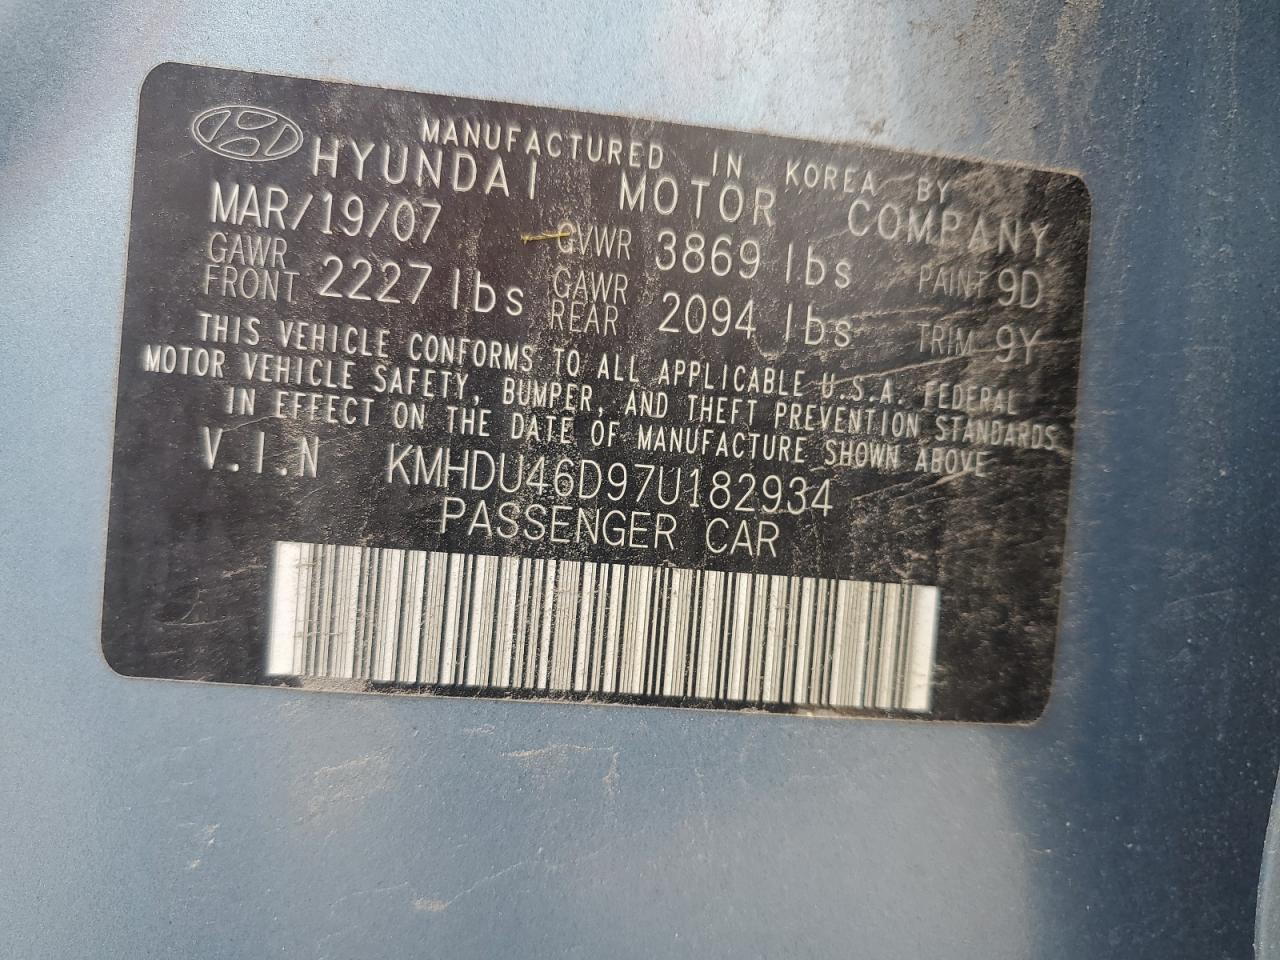 MANUFACTURED IN KOREA BY
HYUNDAI MOTOR COMPANY
MAR/19/07 GVWR 3869 lbs PAINT 9D
GAWR FRONT 2227 lbs GAWR REAR 2094 lbs TRIM 9Y
THIS VEHICLE CONFORMS TO ALL APPLICABLE U.S.A. FEDERAL
MOTOR VEHICLE SAFETY, BUMPER, AND THEFT PREVENTION STANDARDS
IN EFFECT ON THE DATE OF MANUFACTURE SHOWN ABOVE
V.I.N KMHDU46D97U182934
PASSENGER CAR